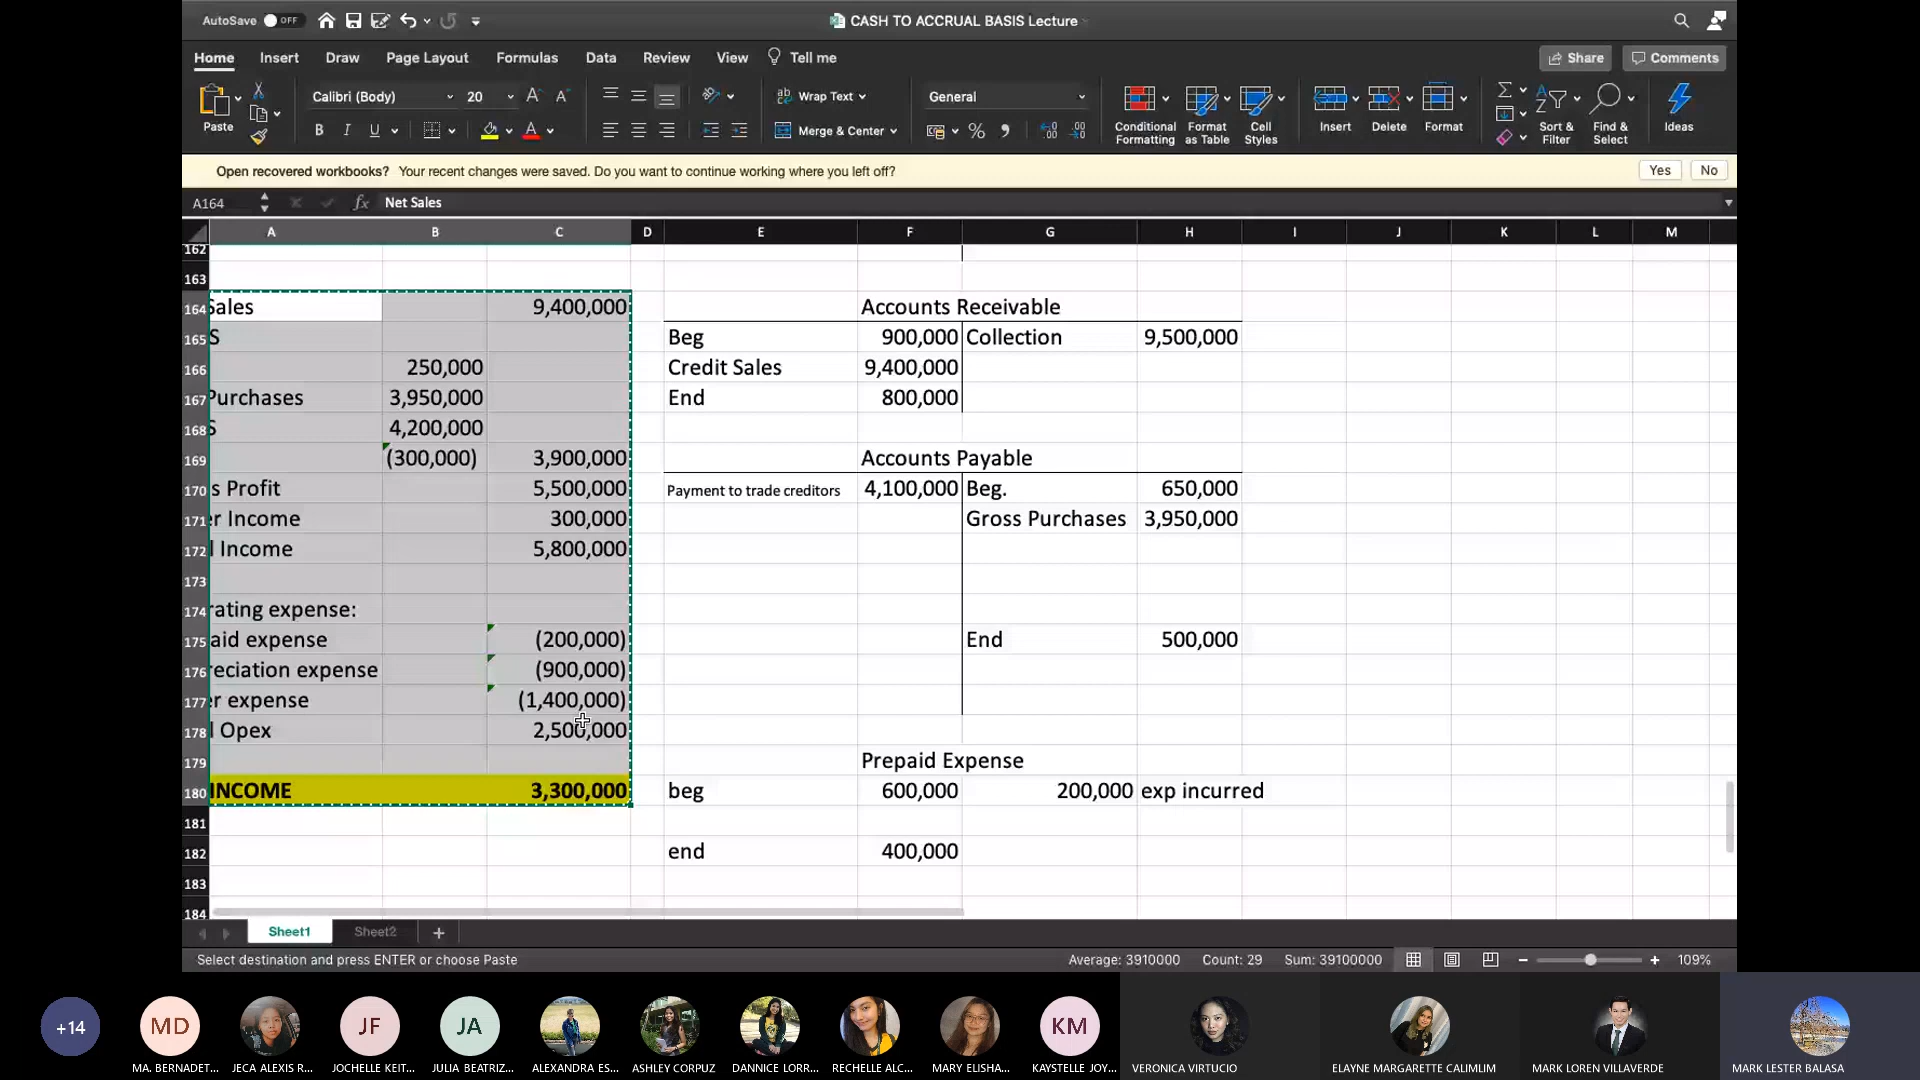 AutoSave OFF
CASH TO ACCRUAL BASIS Lecture
Home Insert Draw Page Layout Formulas Data Review View Tell me
Share Comments
Paste
Calibri (Body) 20
B I U
Wrap Text
Merge & Center
General
Conditional Formatting
Format as Table
Cell Styles
Insert Delete Format
Sort & Filter
Find & Select
Ideas
Open recovered workbooks? Your recent changes were saved. Do you want to continue working where you left off? Yes No
A164 fx Net Sales
A B C D E F G H I J K L M
162
163
164 Sales 9,400,000 Accounts Receivable
165 S Beg 900,000 Collection 9,500,000
166 250,000 Credit Sales 9,400,000
167 Purchases 3,950,000 End 800,000
168 S 4,200,000
169 (300,000) 3,900,000 Accounts Payable
170 s Profit 5,500,000 Payment to trade creditors 4,100,000 Beg. 650,000
171 er Income 300,000 Gross Purchases 3,950,000
172 l Income 5,800,000
173
174 rating expense:
175 aid expense (200,000) End 500,000
176 reciation expense (900,000)
177 er expense (1,400,000)
178 l Opex 2,500,000
179 Prepaid Expense
180 INCOME 3,300,000 beg 600,000 200,000 exp incurred
181
182 end 400,000
183
184
Sheet1 Sheet2 +
Select destination and press ENTER or choose Paste Average: 3910000 Count: 29 Sum: 39100000 109%
+14 MD JF JA KM
MA. BERNADET... JECA ALEXIS R... JOCHELLE KEIT... JULIA BEATRIZ... ALEXANDRA ES... ASHLEY CORPUZ DANNICE LORR... RECHELLE ALC... MARY ELISHA... KAYSTELLE JOY... VERONICA VIRTUCIO ELAYNE MARGARETTE CALIMLIM MARK LOREN VILLAVERDE MARK LESTER BALASA